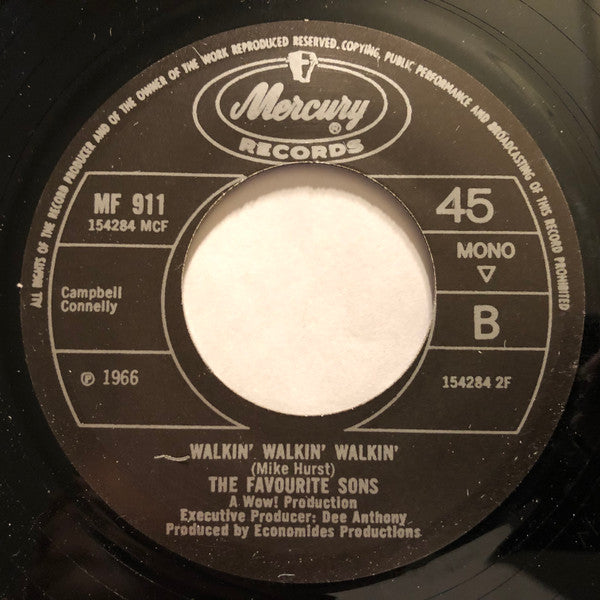 ALL RIGHTS OF THE RECORD PRODUCER AND OF THE OWNER OF THE WORK REPRODUCED RESERVED. COPYING, PUBLIC PERFORMANCE AND BROADCASTING OF THIS RECORD PROHIBITED
Mercury ®
RECORDS
MF 911
154284 MCF
45
MONO
Campbell
Connelly
B
℗ 1966
154284 2F
WALKIN' WALKIN' WALKIN'
(Mike Hurst)
THE FAVOURITE SONS
A Wow! Production
Executive Producer: Dee Anthony
Produced by Economides Productions